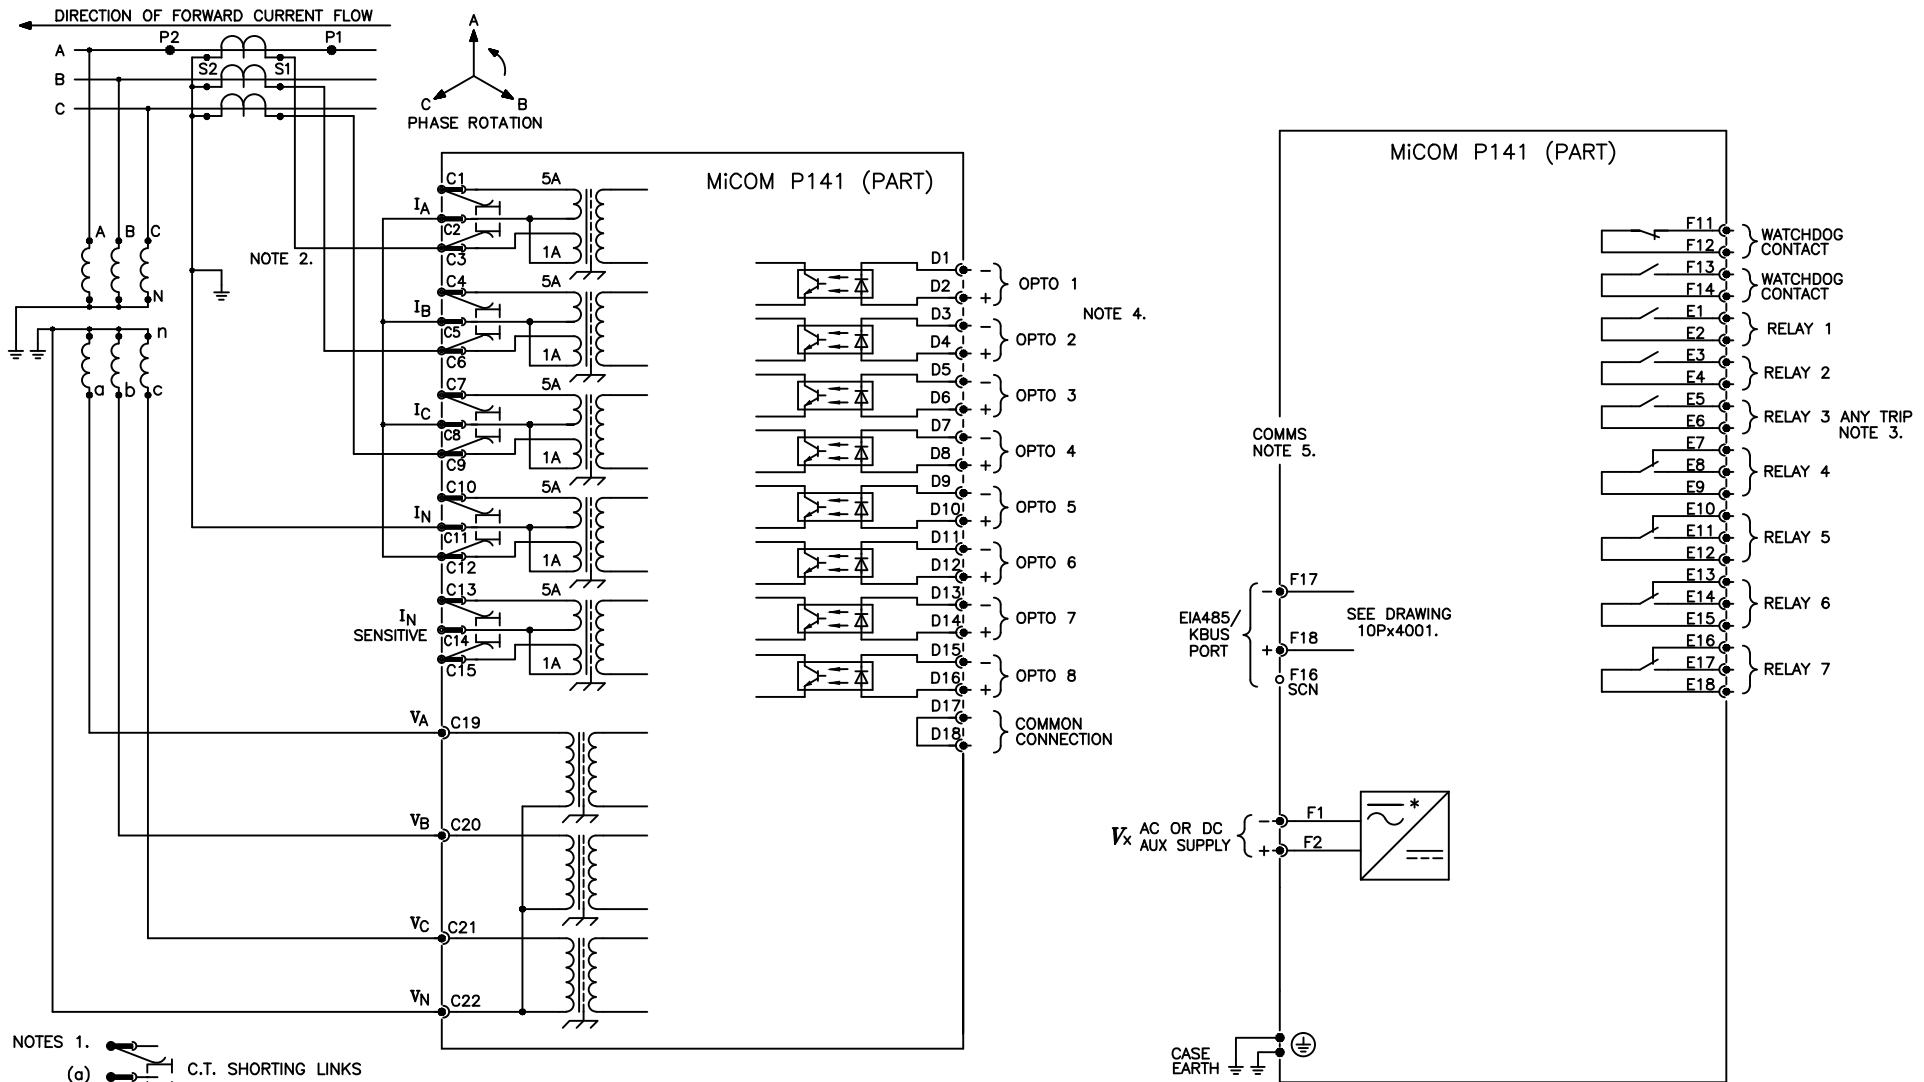 DIRECTION OF FORWARD CURRENT FLOW
P2
P1
A
S2
S1
B
C
A
C
B
PHASE ROTATION
A
B
C
N
n
a
b
c
NOTE 2.
MiCOM P141 (PART)
C1
5A
IA
C2
C3
1A
C4
5A
IB
C5
C6
1A
C7
5A
IC
C8
C9
1A
C10
5A
IN
C11
C12
1A
C13
5A
IN
SENSITIVE
C14
C15
1A
VA
C19
VB
C20
VC
C21
VN
C22
D1
−
OPTO 1
D2
+
NOTE 4.
D3
−
OPTO 2
D4
+
D5
−
OPTO 3
D6
+
D7
−
OPTO 4
D8
+
D9
−
OPTO 5
D10
+
D11
−
OPTO 6
D12
+
D13
−
OPTO 7
D14
+
D15
−
OPTO 8
D16
+
D17
COMMON
CONNECTION
D18
NOTES 1.
(a)
C.T. SHORTING LINKS
MiCOM P141 (PART)
F11
WATCHDOG
CONTACT
F12
F13
WATCHDOG
CONTACT
F14
E1
RELAY 1
E2
E3
RELAY 2
E4
E5
RELAY 3 ANY TRIP
NOTE 3.
E6
E7
E8
RELAY 4
E9
E10
E11
RELAY 5
E12
E13
E14
RELAY 6
E15
E16
E17
RELAY 7
E18
COMMS
NOTE 5.
EIA485/
KBUS
PORT
−
F17
+
F18
F16
SCN
SEE DRAWING
10Px4001.
Vx AC OR DC
AUX SUPPLY
−
F1
+
F2
*
CASE
EARTH